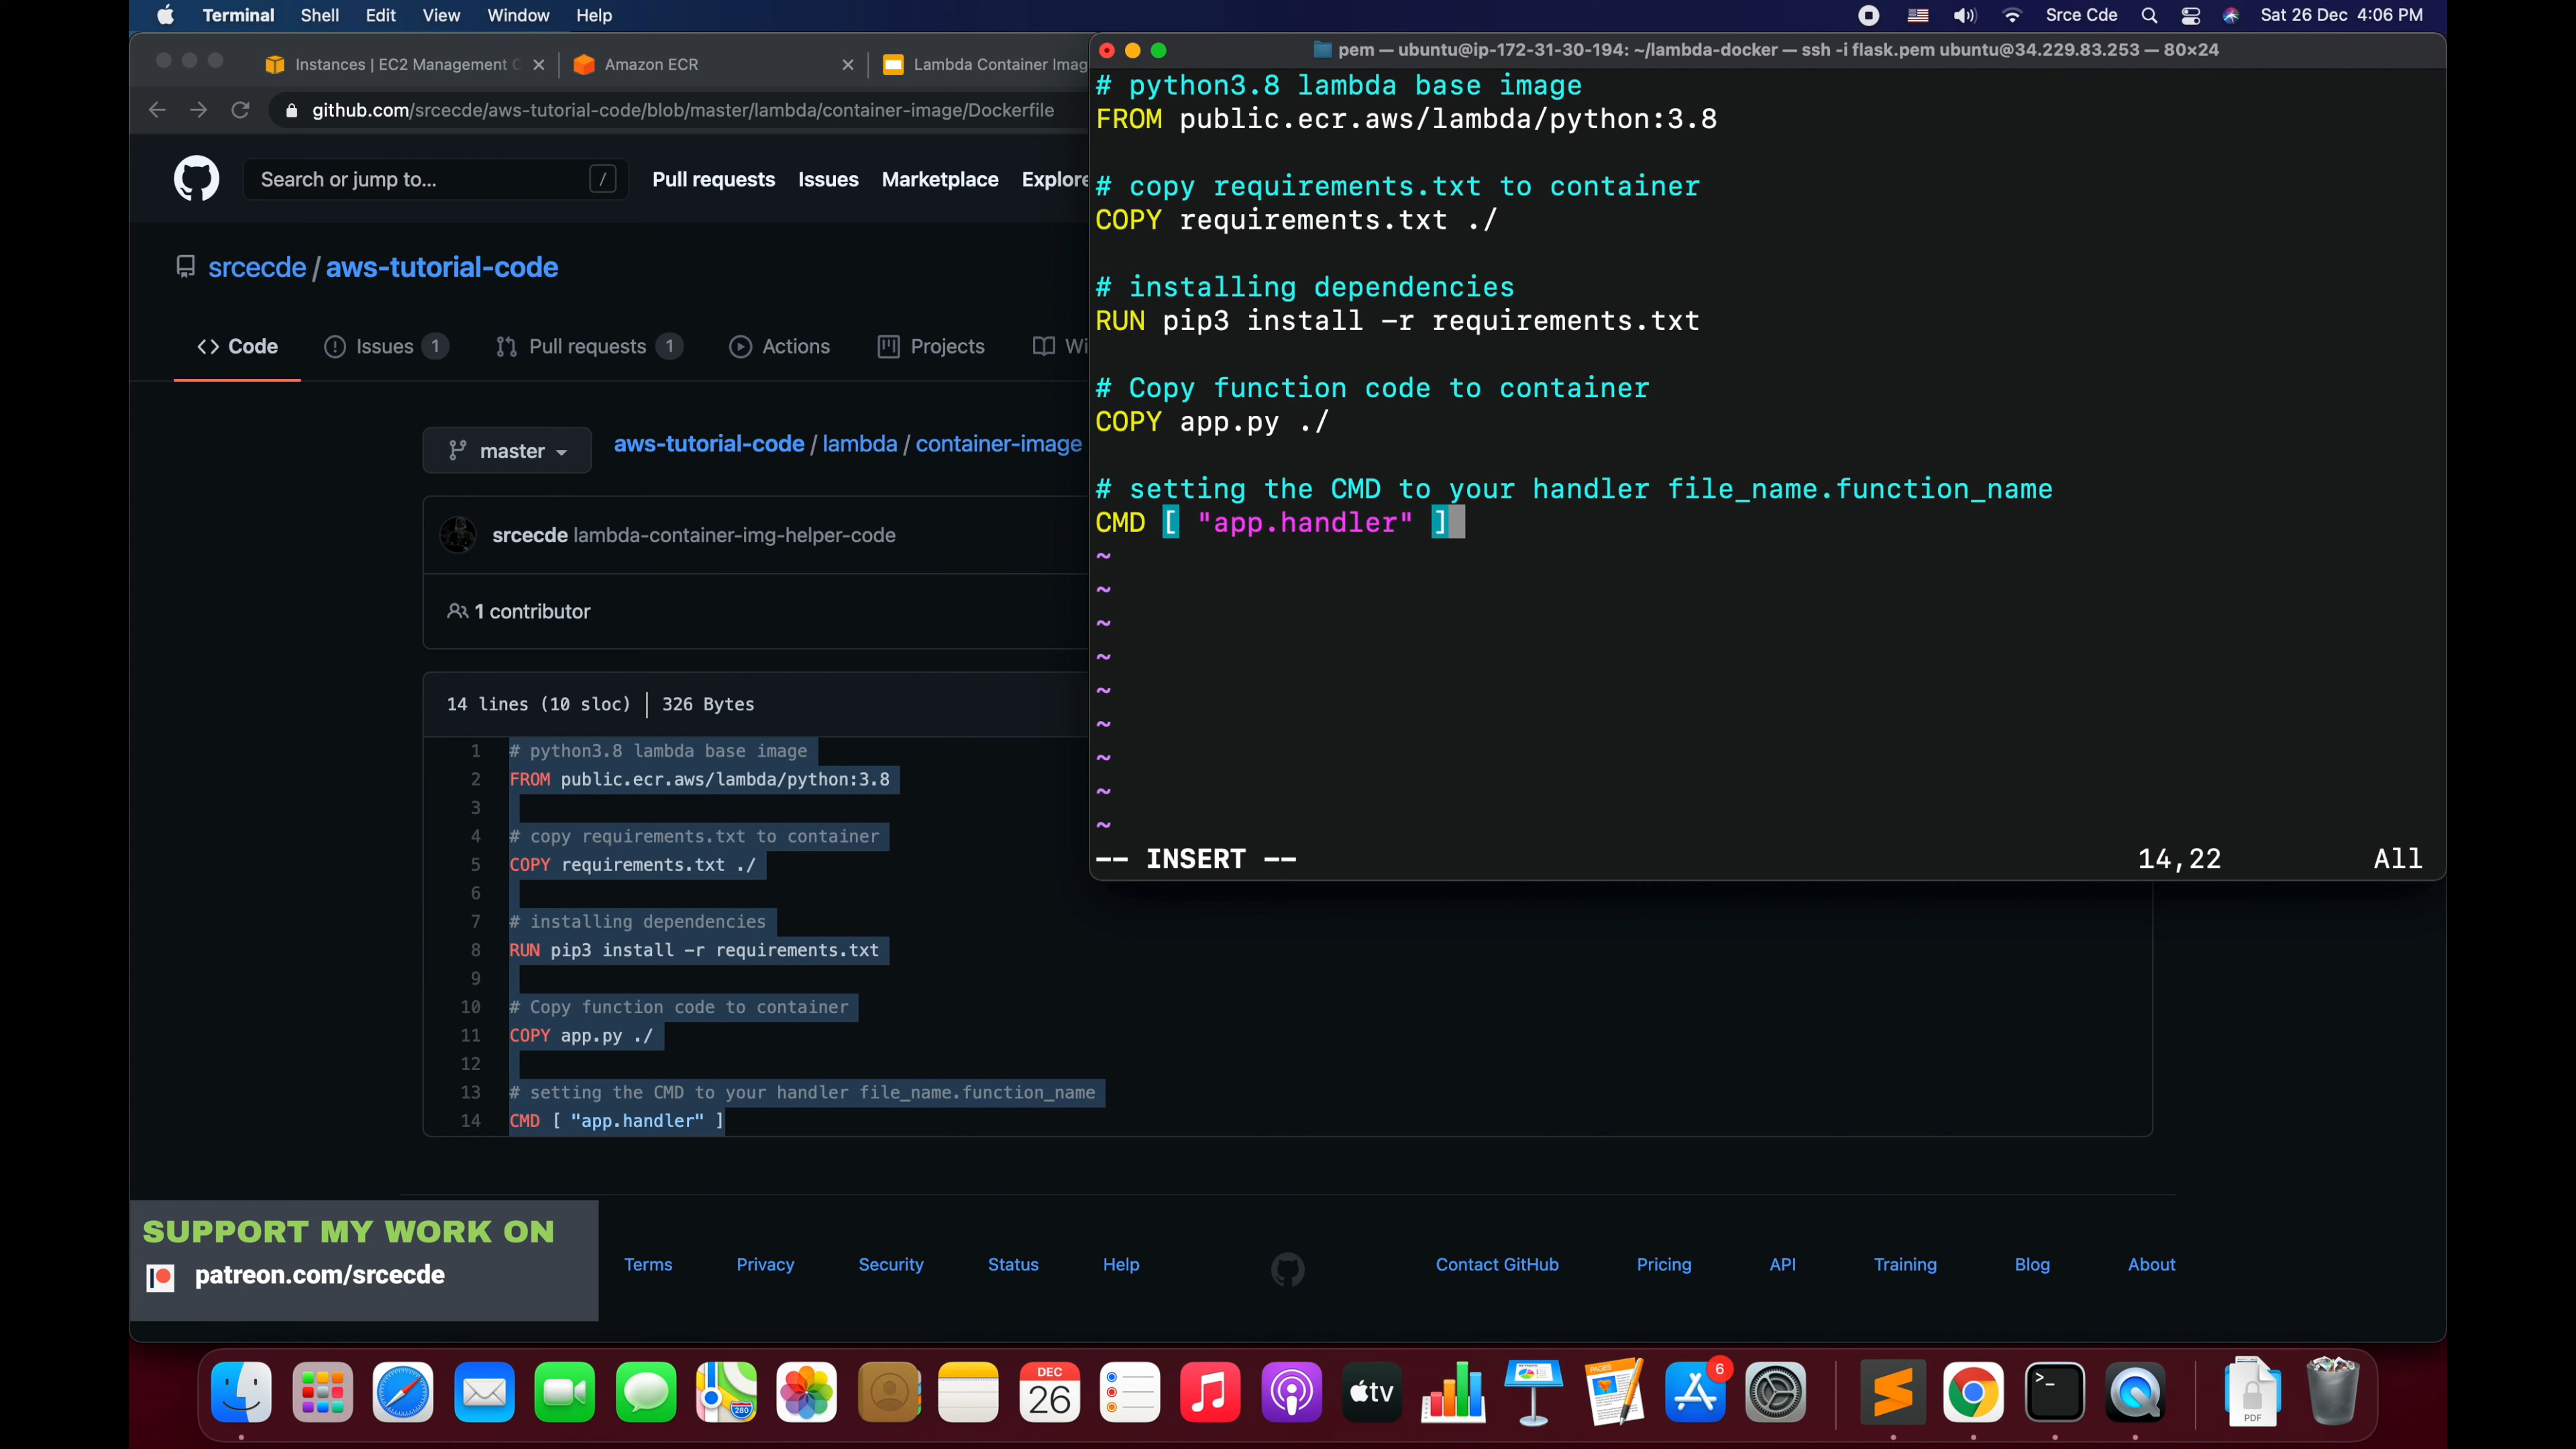 Terminal Shell Edit View Window Help
Srce Cde Sat 26 Dec 4:06 PM
Instances | EC2 Management C
Amazon ECR
Lambda Container Imag
github.com/srcecde/aws-tutorial-code/blob/master/lambda/container-image/Dockerfile
Search or jump to... /
Pull requests Issues Marketplace Explore
srcecde / aws-tutorial-code
Code Issues 1 Pull requests 1 Actions Projects Wi
master
aws-tutorial-code / lambda / container-image
srcecde lambda-container-img-helper-code
1 contributor
14 lines (10 sloc) | 326 Bytes
1 # python3.8 lambda base image
2 FROM public.ecr.aws/lambda/python:3.8
3
4 # copy requirements.txt to container
5 COPY requirements.txt ./
6
7 # installing dependencies
8 RUN pip3 install -r requirements.txt
9
10 # Copy function code to container
11 COPY app.py ./
12
13 # setting the CMD to your handler file_name.function_name
14 CMD [ "app.handler" ]
pem — ubuntu@ip-172-31-30-194: ~/lambda-docker — ssh -i flask.pem ubuntu@34.229.83.253 — 80×24
# python3.8 lambda base image
FROM public.ecr.aws/lambda/python:3.8
# copy requirements.txt to container
COPY requirements.txt ./
# installing dependencies
RUN pip3 install -r requirements.txt
# Copy function code to container
COPY app.py ./
# setting the CMD to your handler file_name.function_name
CMD [ "app.handler" ]
~
~
~
~
~
~
~
~
~
-- INSERT -- 14,22 All
SUPPORT MY WORK ON
patreon.com/srcecde
Terms Privacy Security Status Help Contact GitHub Pricing API Training Blog About
280
DEC
26
tv
PAGES
6
>_
PDF